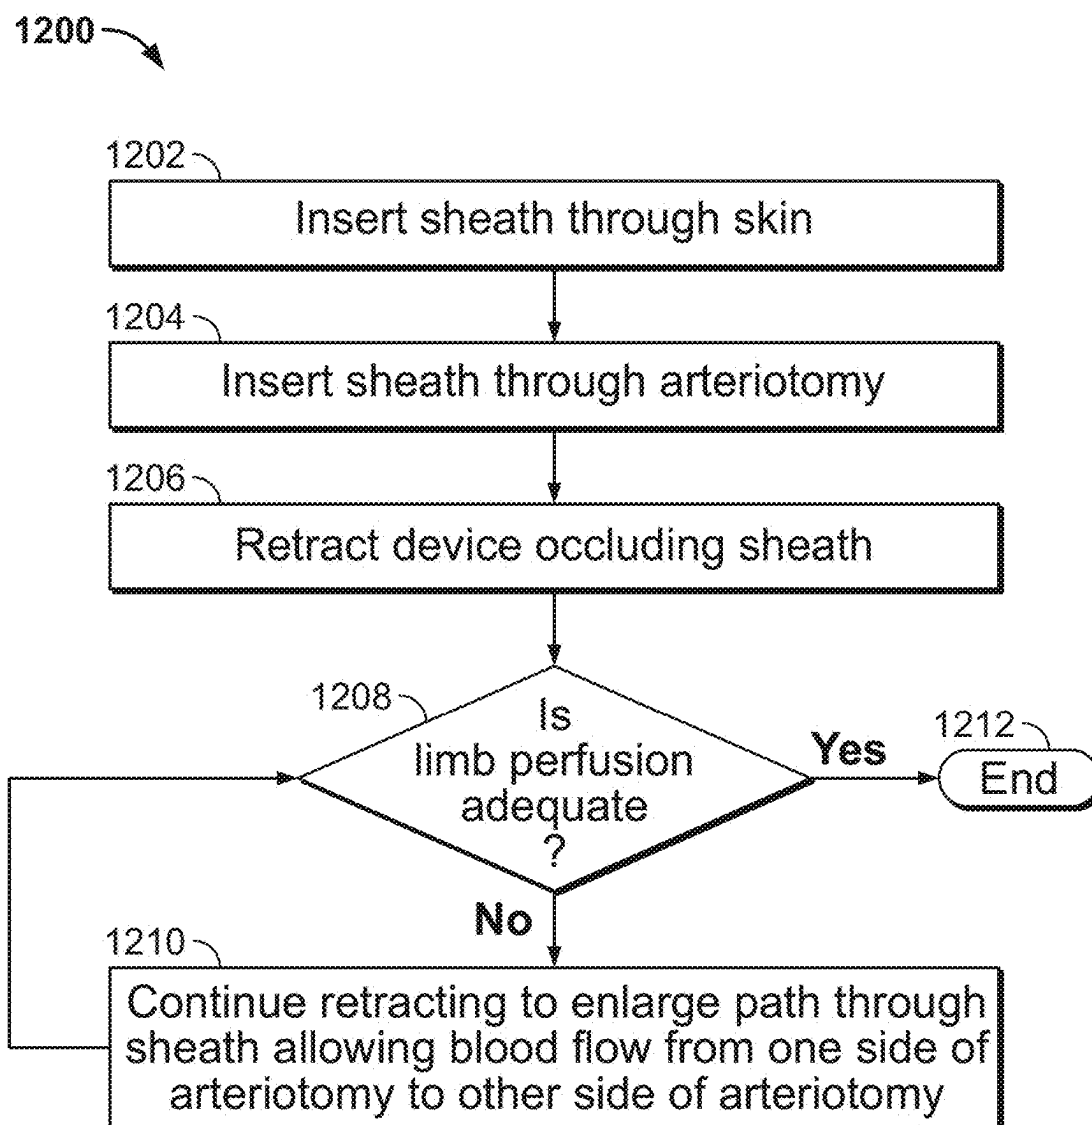 1200
1202
Insert sheath through skin
1204
Insert sheath through arteriotomy
1206
Retract device occluding sheath
1208
Is
limb perfusion
adequate
?
Yes
1212
End
No
1210
Continue retracting to enlarge path through
sheath allowing blood flow from one side of
arteriotomy to other side of arteriotomy